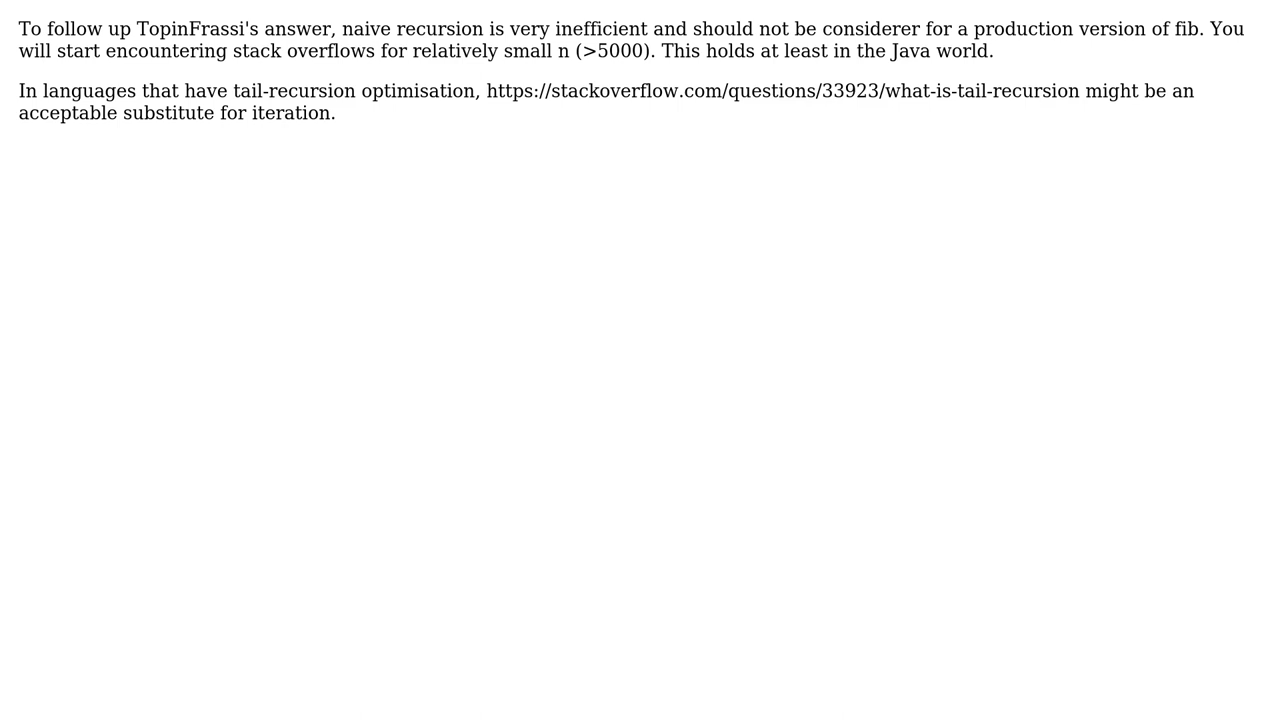 To follow up TopinFrassi's answer, naive recursion is very inefficient and should not be considerer for a production version of fib. You
will start encountering stack overflows for relatively small n (>5000). This holds at least in the Java world.
In languages that have tail-recursion optimisation, https://stackoverflow.com/questions/33923/what-is-tail-recursion might be an
acceptable substitute for iteration.